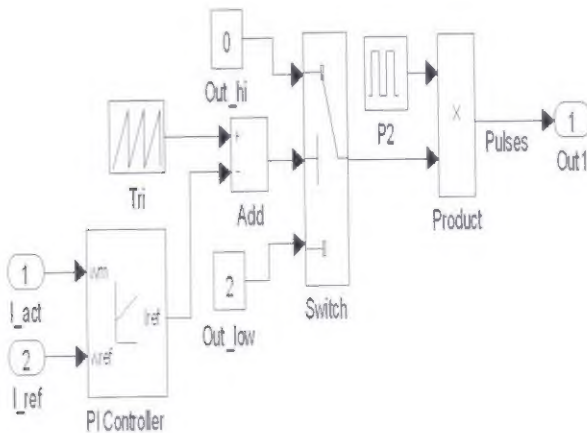 0
Out_hi
Tri
+
-
Add
P2
x
Product
Pulses
1
Out1
2
Out_low
Switch
1
I_act
2
I_ref
wm
wref
Iref
PI Controller